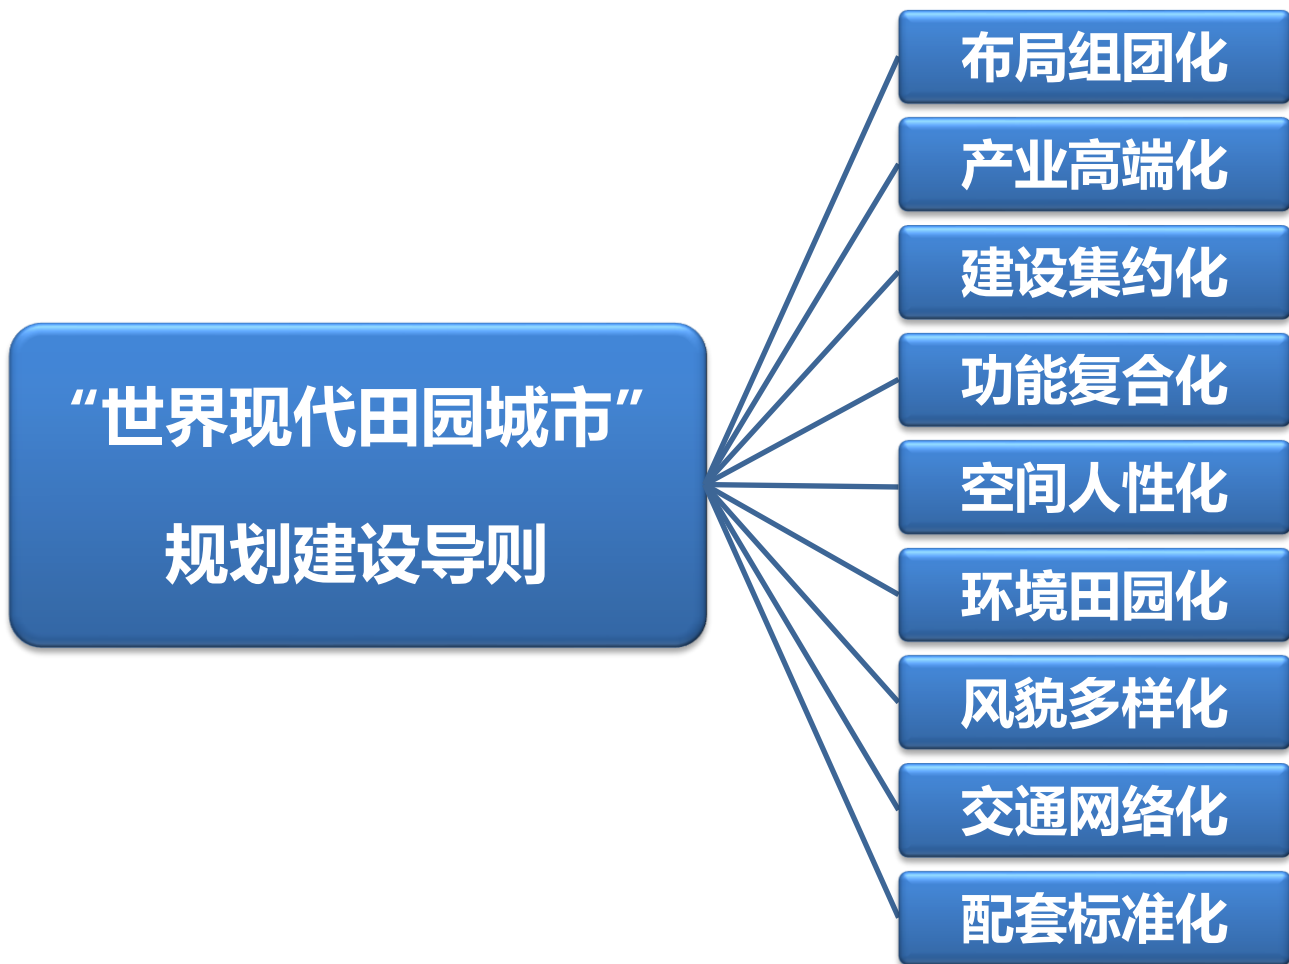 “世界现代田园城市”
规划建设导则
布局组团化
产业高端化
建设集约化
功能复合化
空间人性化
环境田园化
风貌多样化
交通网络化
配套标准化